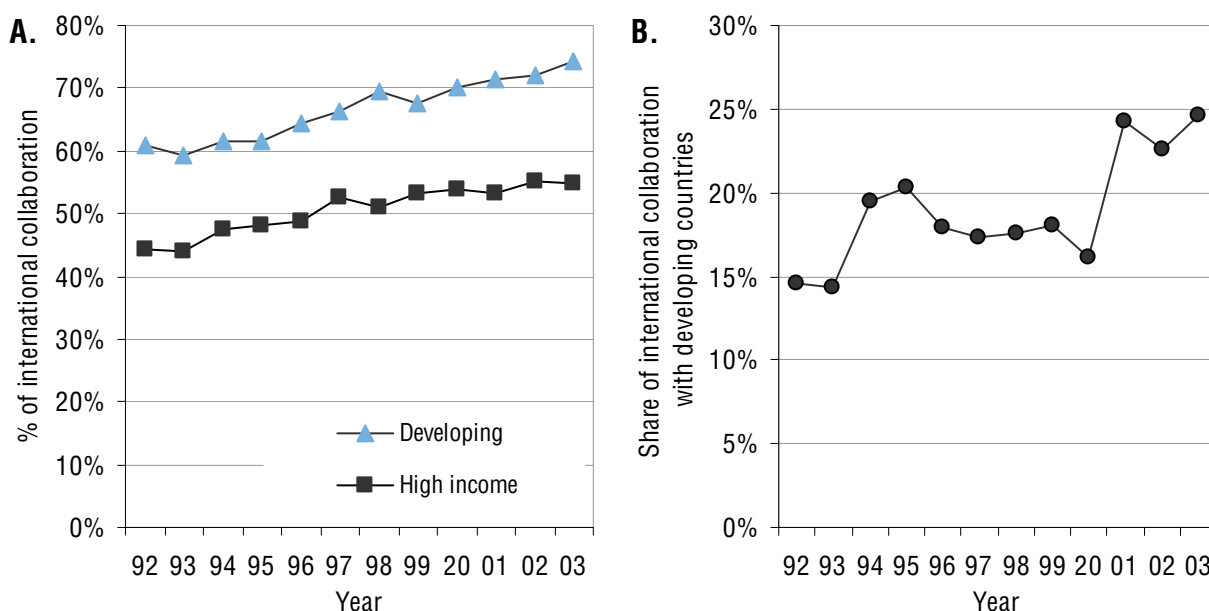 A.
% of international collaboration
80%
70%
60%
50%
40%
30%
20%
10%
0%
Developing
High income
92 93 94 95 96 97 98 99 20 01 02 03
Year
B.
Share of international collaboration
with developing countries
30%
25%
20%
15%
10%
5%
0%
92 93 94 95 96 97 98 99 20 01 02 03
Year